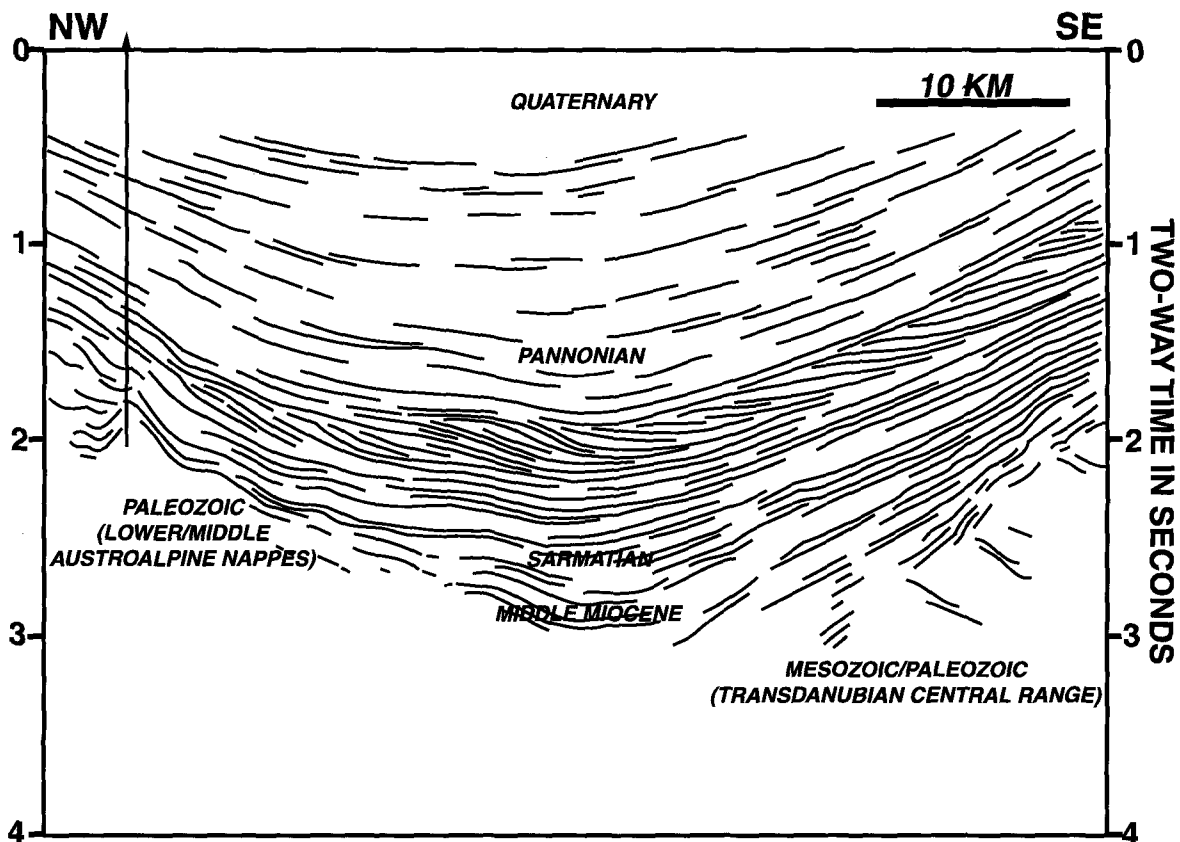 NW
SE
0
0
10 KM
QUATERNARY
1
1
TWO-WAY TIME IN SECONDS
PANNONIAN
2
2
PALEOZOIC
(LOWER/MIDDLE
AUSTROALPINE NAPPES)
SARMATIAN
MIDDLE MIOCENE
3
3
MESOZOIC/PALEOZOIC
(TRANSDANUBIAN CENTRAL RANGE)
4
4